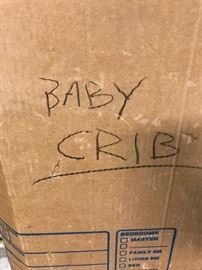 BABY
CRIB
BEDROOMS
MASTER
FAMILY RM
LIVING RM
DEN